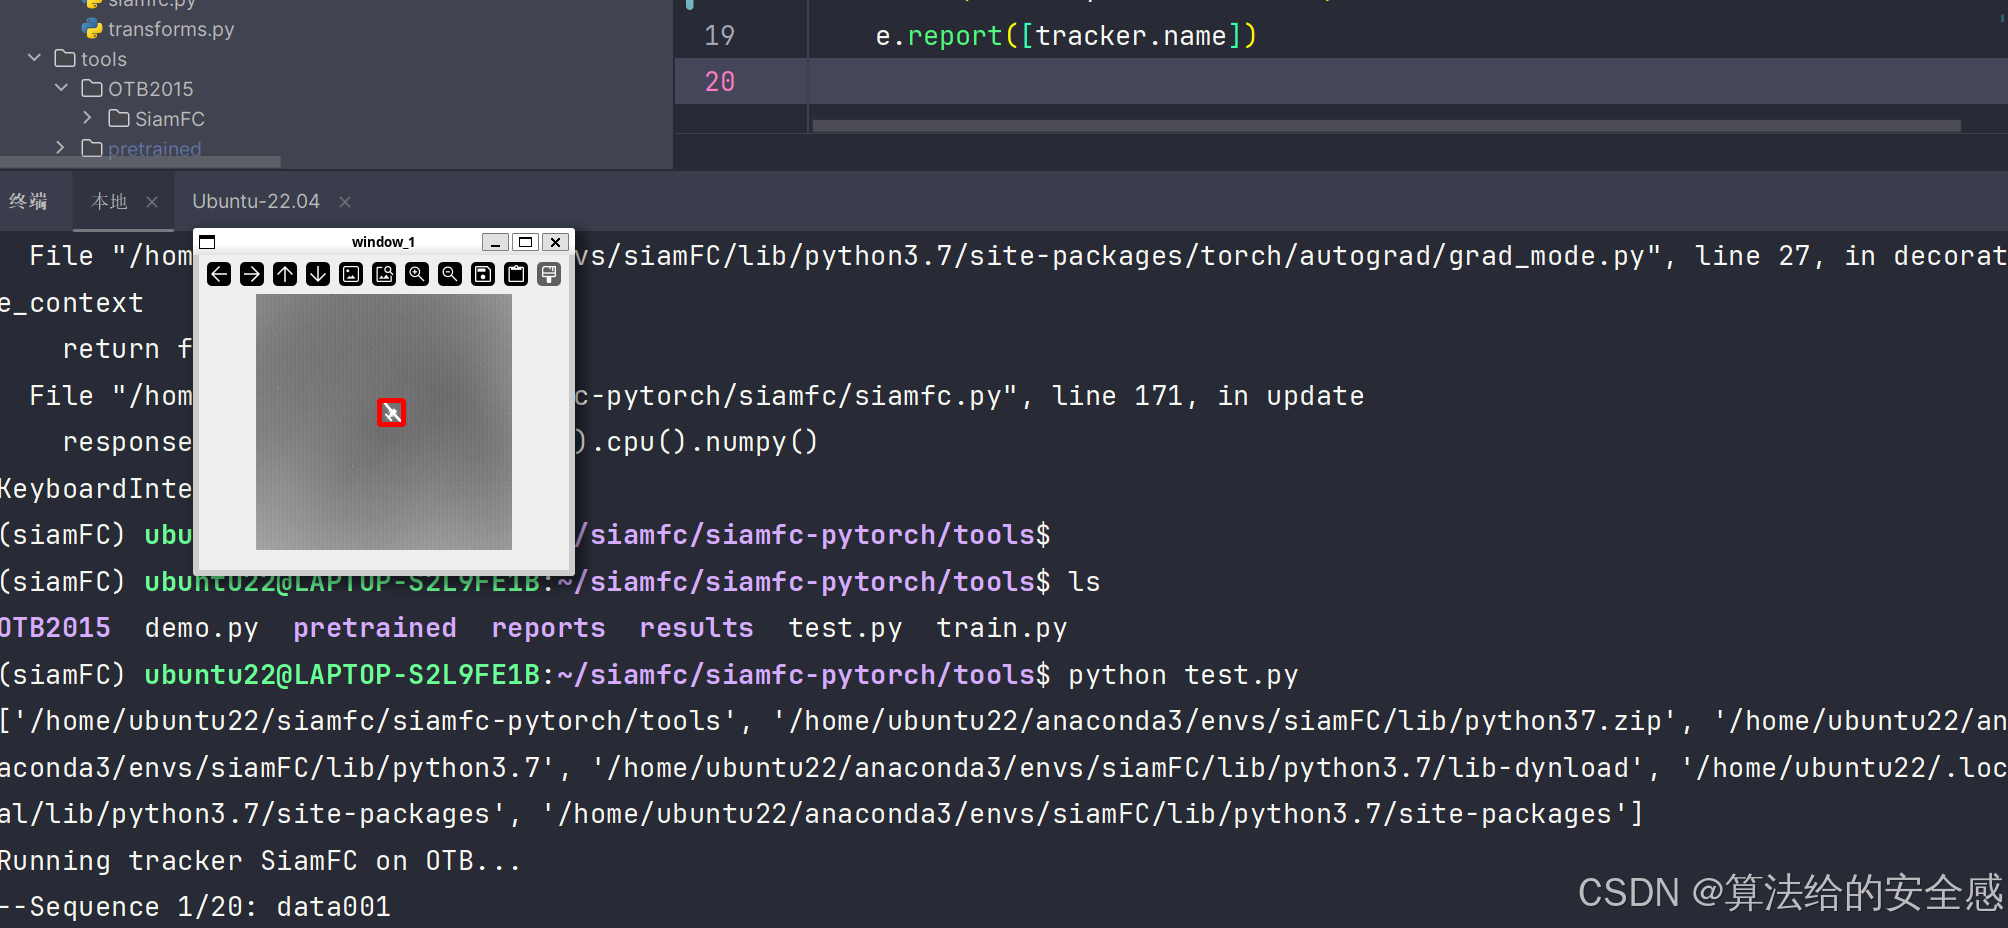 siamfc.py
transforms.py
tools
OTB2015
SiamFC
pretrained
19 e.report([tracker.name])
20
终端 本地 Ubuntu-22.04
window_1
File "/hom vs/siamFC/lib/python3.7/site-packages/torch/autograd/grad_mode.py", line 27, in decorat
e_context
return f
File "/hom c-pytorch/siamfc/siamfc.py", line 171, in update
response ).cpu().numpy()
KeyboardInte
(siamFC) ubu /siamfc/siamfc-pytorch/tools$
(siamFC) ubuntu22@LAPTOP-S2L9FE1B:~/siamfc/siamfc-pytorch/tools$ ls
OTB2015 demo.py pretrained reports results test.py train.py
(siamFC) ubuntu22@LAPTOP-S2L9FE1B:~/siamfc/siamfc-pytorch/tools$ python test.py
['/home/ubuntu22/siamfc/siamfc-pytorch/tools', '/home/ubuntu22/anaconda3/envs/siamFC/lib/python37.zip', '/home/ubuntu22/an
aconda3/envs/siamFC/lib/python3.7', '/home/ubuntu22/anaconda3/envs/siamFC/lib/python3.7/lib-dynload', '/home/ubuntu22/.loc
al/lib/python3.7/site-packages', '/home/ubuntu22/anaconda3/envs/siamFC/lib/python3.7/site-packages']
Running tracker SiamFC on OTB...
--Sequence 1/20: data001
CSDN @算法给的安全感